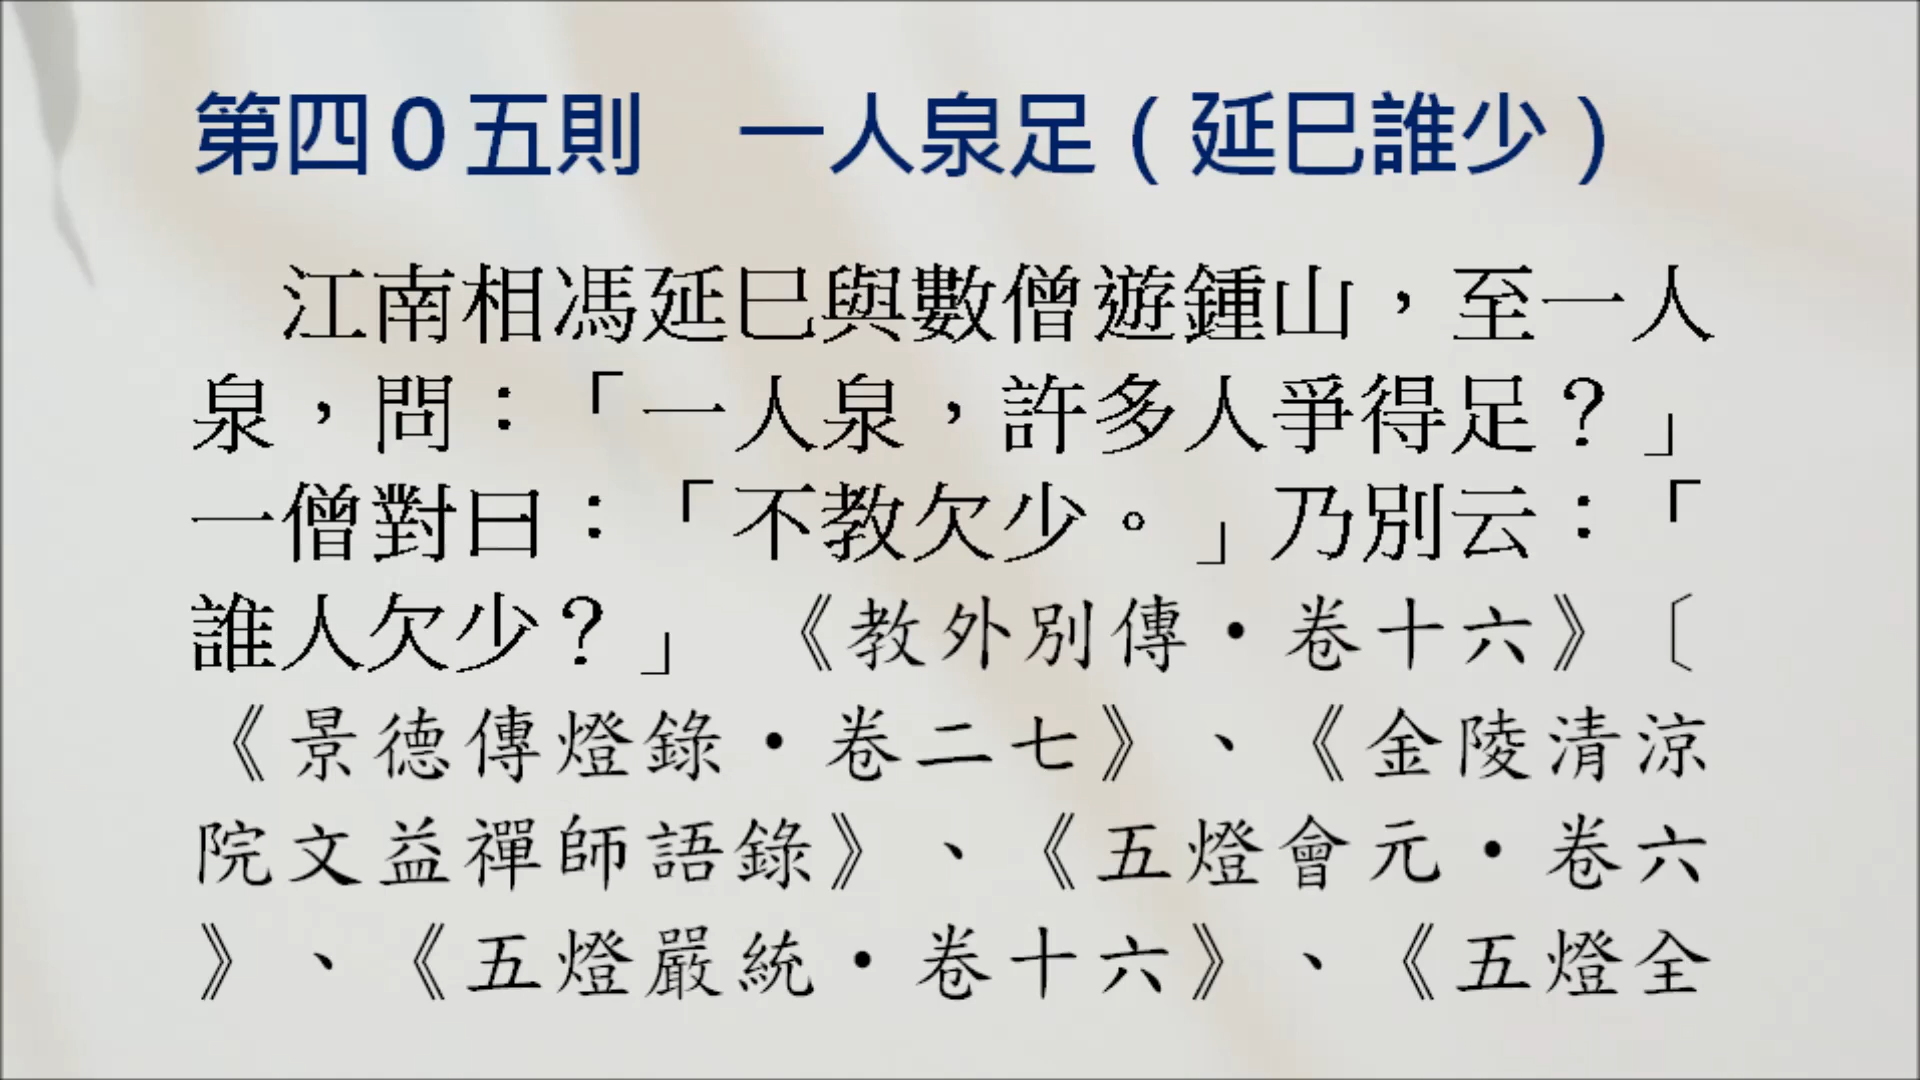 第四０五則　一人泉足（延巳誰少）
江南相馮延巳與數僧遊鍾山，至一人
泉，問：「一人泉，許多人爭得足？」
一僧對曰：「不教欠少。」乃別云：「
誰人欠少？」　《教外別傳•卷十六》〔
《景德傳燈錄•卷二七》、《金陵清涼
院文益禪師語錄》、《五燈會元•卷六
》、《五燈嚴統•卷十六》、《五燈全